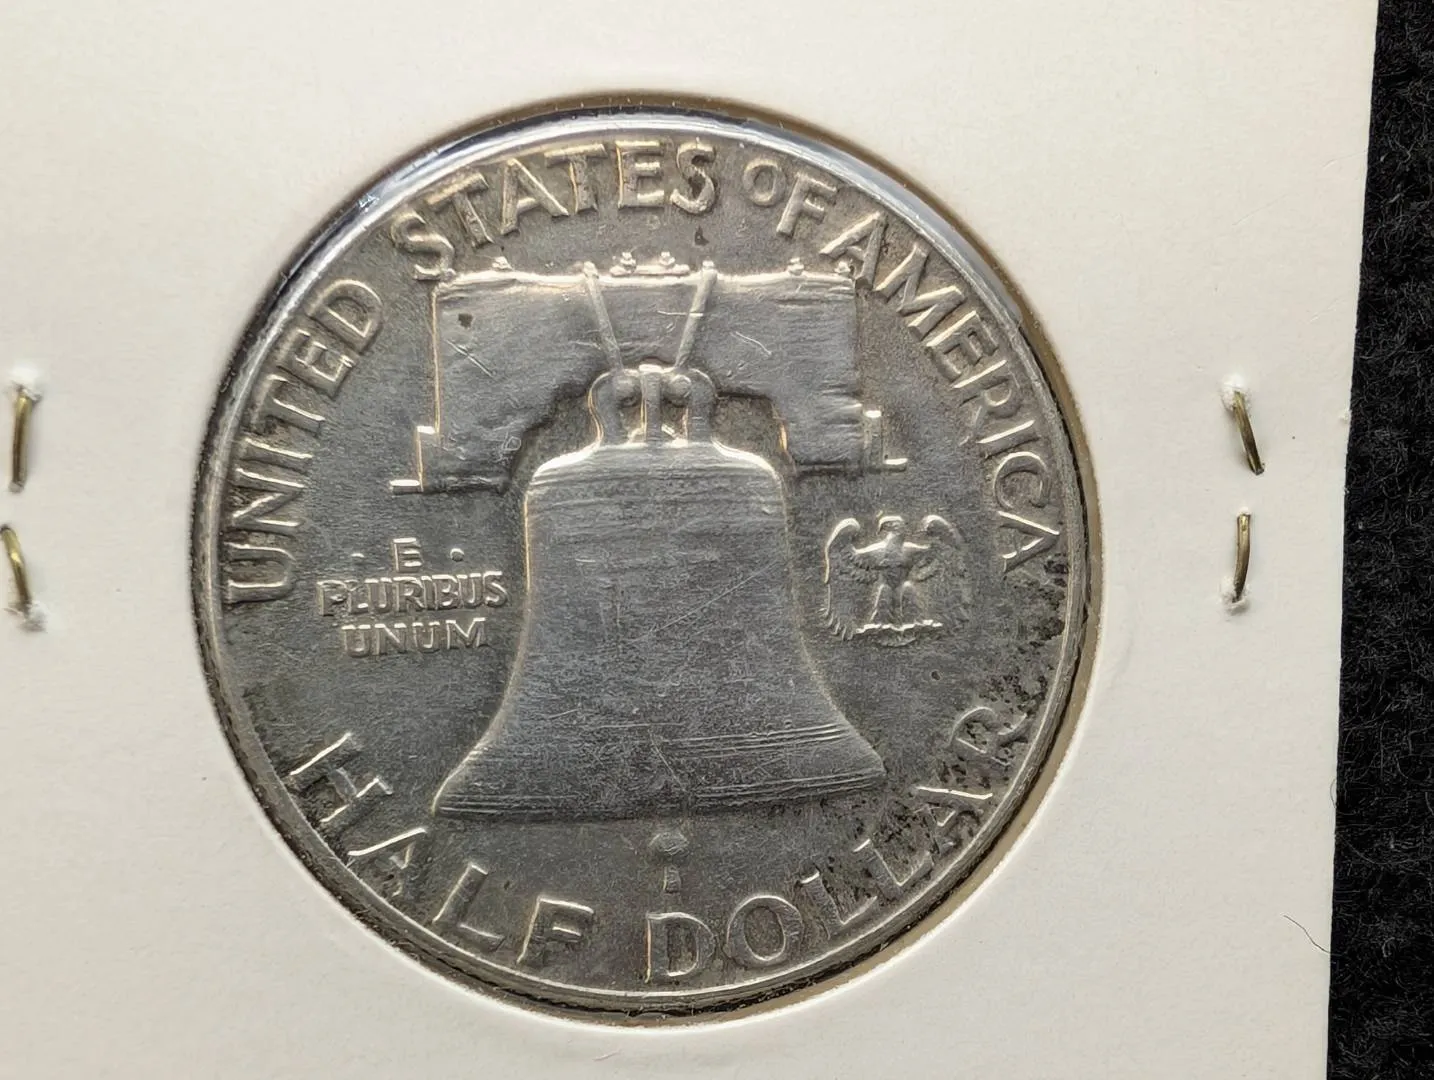 UNITED STATES OF AMERICA
· E ·
PLURIBUS
UNUM
HALF DOLLAR